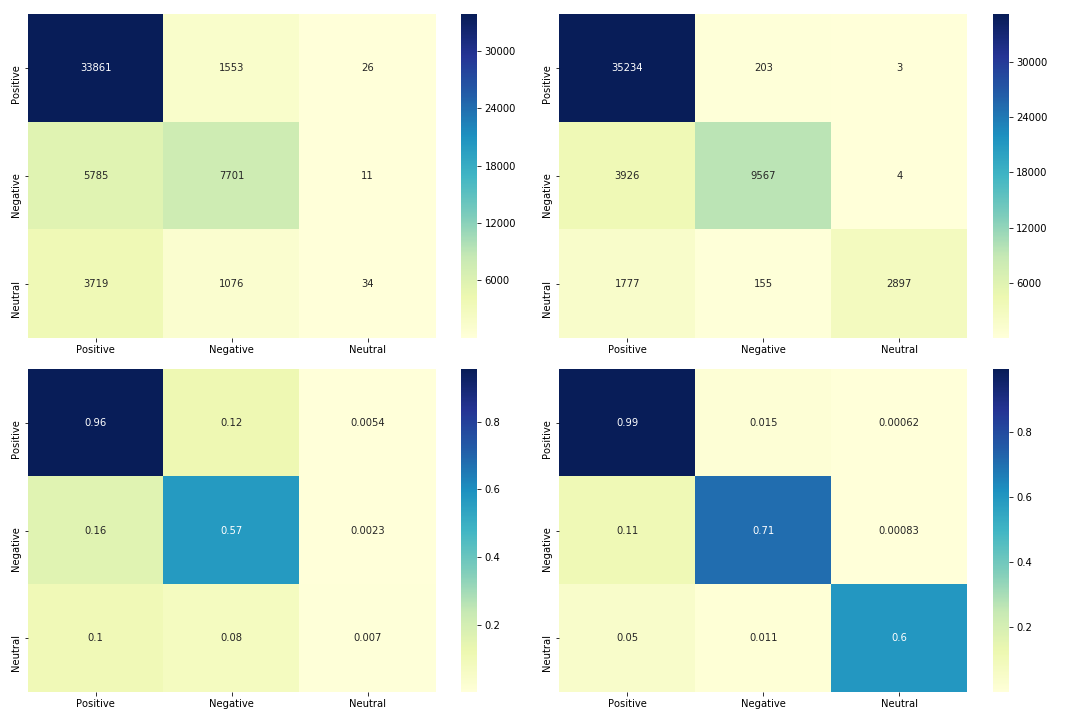 33861 1553 26
5785 7701 11
3719 1076 34
Positive
Negative
Neutral
Positive Negative Neutral
30000
24000
18000
12000
6000
35234 203 3
3926 9567 4
1777 155 2897
Positive
Negative
Neutral
Positive Negative Neutral
30000
24000
18000
12000
6000
0.96 0.12 0.0054
0.16 0.57 0.0023
0.1 0.08 0.007
Positive
Negative
Neutral
Positive Negative Neutral
0.8
0.6
0.4
0.2
0.99 0.015 0.00062
0.11 0.71 0.00083
0.05 0.011 0.6
Positive
Negative
Neutral
Positive Negative Neutral
0.8
0.6
0.4
0.2